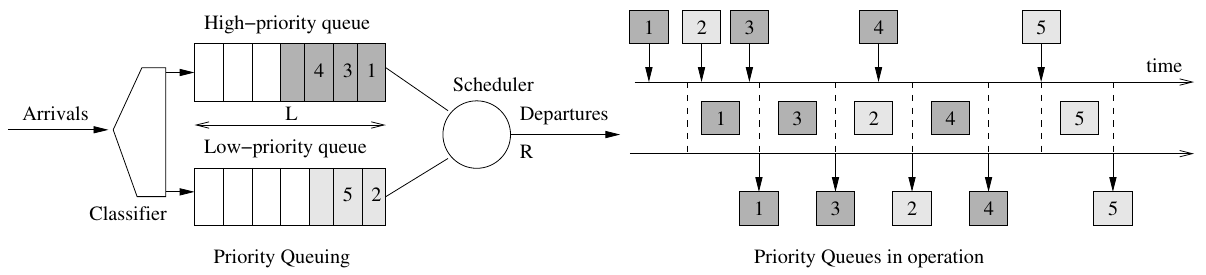 High−priority queue
4 3 1
L
Arrivals
Classifier
Low−priority queue
5 2
Scheduler
Departures
R
Priority Queuing
1 2 3 4 5
time
1 3 2 4 5
1 3 2 4 5
Priority Queues in operation